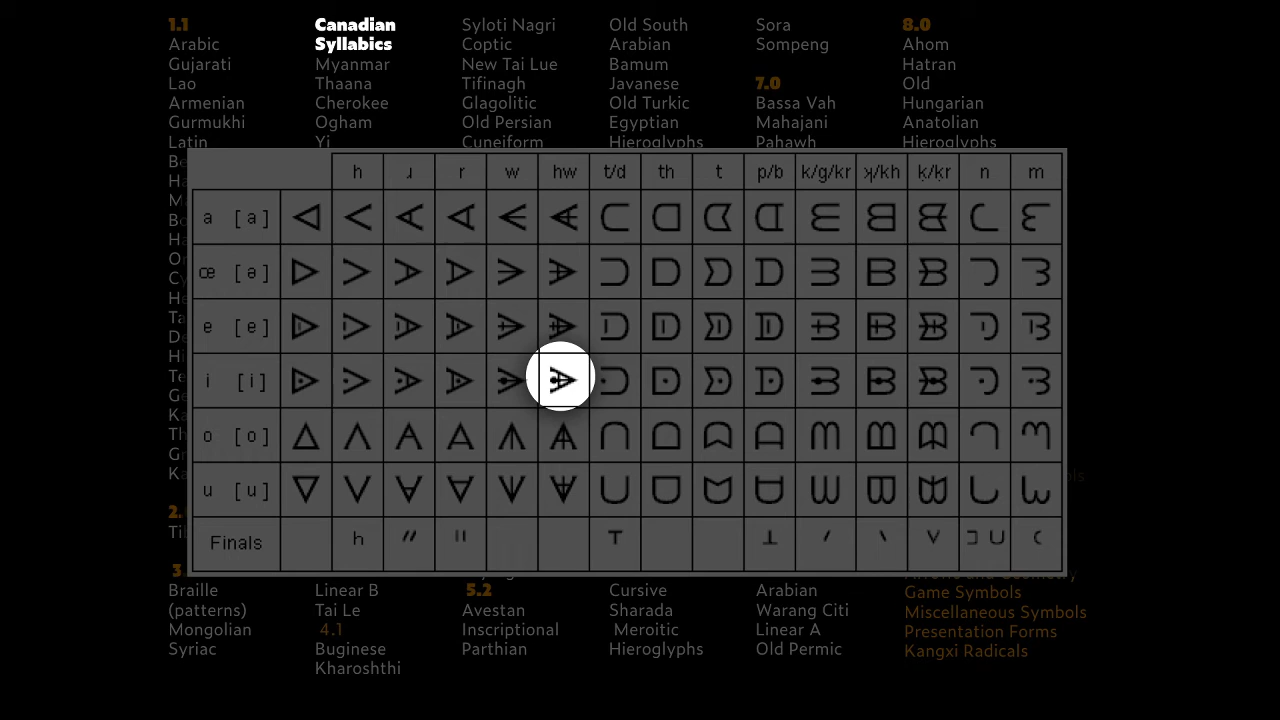 1.1
Arabic
Gujarati
Lao
Armenian
Gurmukhi
Latin
Canadian
Syllabics
Myanmar
Thaana
Cherokee
Ogham
Yi
Syloti Nagri
Coptic
New Tai Lue
Tifinagh
Glagolitic
Old Persian
Cuneiform
Old South
Arabian
Bamum
Javanese
Old Turkic
Egyptian
Hieroglyphs
Sora
Sompeng
7.0
Bassa Vah
Mahajani
Pahawh
8.0
Ahom
Hatran
Old
Hungarian
Anatolian
Hieroglyphs
h ɹ r w hw t/d th t p/b k/g/kr ʞ/kh ḳ/ḳr n m
a [a] ᐊ ᐸ ᗉ ᗏ ᗕ ᗛ ᑕ ᗡ ᗧ ᗭ ᗴ ᗺ ᘀ ᘇ ᘍ
œ [ə] ᐅ ᐳ ᗆ ᗌ ᗒ ᗘ ᑐ ᗞ ᗤ ᗪ ᗱ ᗷ ᗽ ᘄ ᘊ
e [e] ᐈ ᐶ ᗇ ᗍ ᗓ ᗙ ᑓ ᗟ ᗥ ᗫ ᗲ ᗸ ᗾ ᘅ ᘋ
i [i] ᐉ ᐷ ᗈ ᗎ ᗔ ᗚ ᑔ ᗠ ᗦ ᗬ ᗳ ᗹ ᗿ ᘆ ᘌ
o [o] ᐃ ᐱ ᗅ ᗋ ᗑ ᗗ ᑎ ᗝ ᗣ ᗩ ᗰ ᗶ ᗼ ᘃ ᘉ
u [u] ᐁ ᐯ ᗄ ᗊ ᗐ ᗖ ᑌ ᗜ ᗢ ᗨ ᗯ ᗵ ᗻ ᘂ ᘈ
Finals ᑋ ᐥ ᐦ ᐪ ᗮ ᐟ ᐠ ᘁ ᐣ ᑦ
Braille
(patterns)
Mongolian
Syriac
Linear B
Tai Le
4.1
Buginese
Kharoshthi
5.2
Avestan
Inscriptional
Parthian
Cursive
Sharada
Meroitic
Hieroglyphs
Arabian
Warang Citi
Linear A
Old Permic
Game Symbols
Miscellaneous Symbols
Presentation Forms
Kangxi Radicals